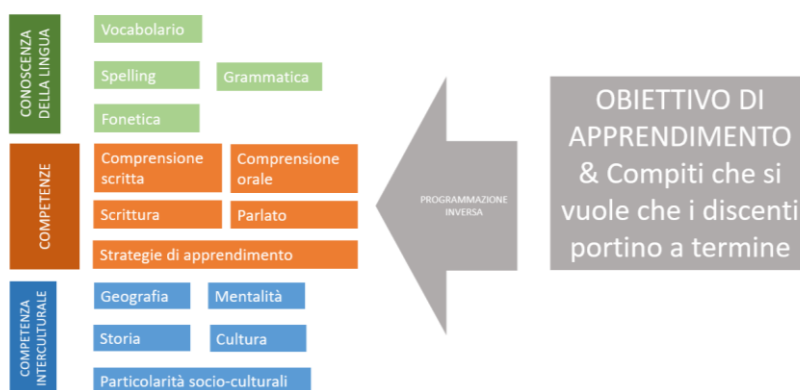 CONOSCENZA
DELLA LINGUA
Vocabolario
Spelling
Grammatica
Fonetica
COMPETENZE
Comprensione
scritta
Comprensione
orale
Scrittura
Parlato
Strategie di apprendimento
COMPETENZA
INTERCULTURALE
Geografia
Mentalità
Storia
Cultura
Particolarità socio-culturali
PROGRAMMAZIONE
INVERSA
OBIETTIVO DI
APPRENDIMENTO
& Compiti che si
vuole che i discenti
portino a termine